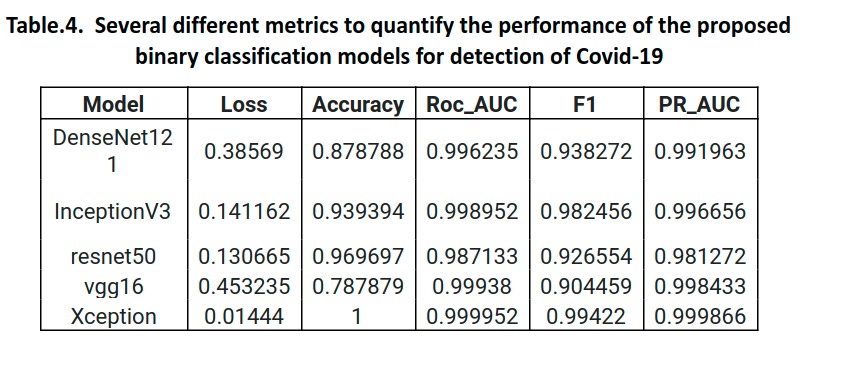 Table.4. Several different metrics to quantify the performance of the proposed
binary classification models for detection of Covid-19
Model Loss Accuracy Roc_AUC F1 PR_AUC
DenseNet12
1 0.38569 0.878788 0.996235 0.938272 0.991963
InceptionV3 0.141162 0.939394 0.998952 0.982456 0.996656
resnet50 0.130665 0.969697 0.987133 0.926554 0.981272
vgg16 0.453235 0.787879 0.99938 0.904459 0.998433
Xception 0.01444 1 0.999952 0.99422 0.999866